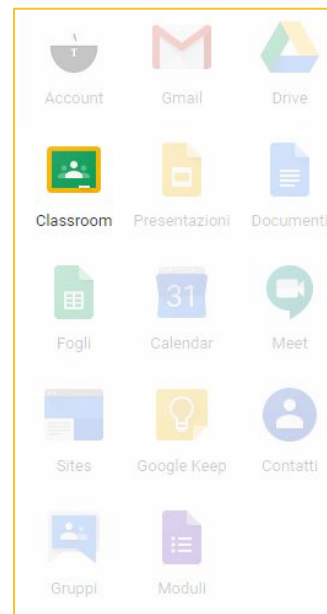 A
T
Account Gmail Drive
Classroom Presentazioni Documenti
31
Fogli Calendar Meet
Sites Google Keep Contatti
Gruppi Moduli